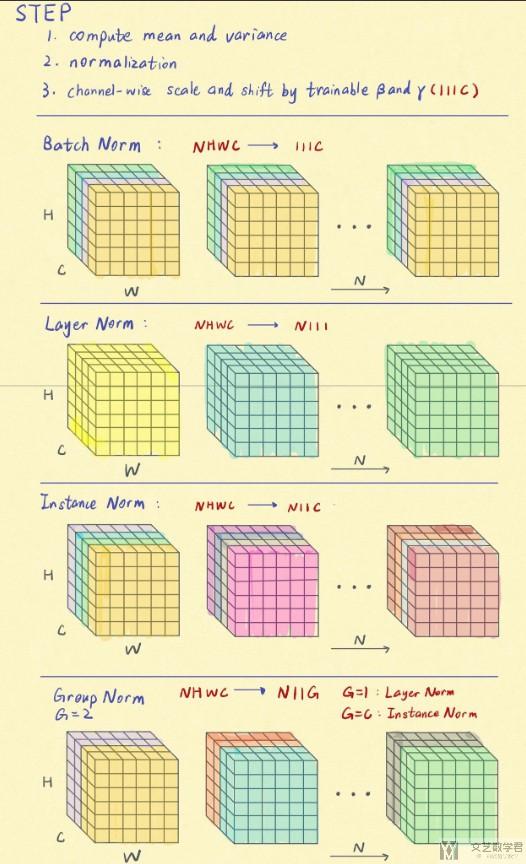 STEP
1. compute mean and variance
2. normalization
3. channel-wise scale and shift by trainable β and γ (111C)
Batch Norm : NHWC → 111C
H
C
W
...
N
Layer Norm : NHWC → N111
H
C
W
...
N
Instance Norm : NHWC → N11C
H
C
W
...
N
Group Norm NHWC → N11G G=1 : Layer Norm
G=2 G=C : Instance Norm
H
C
W
...
N
文艺数学君